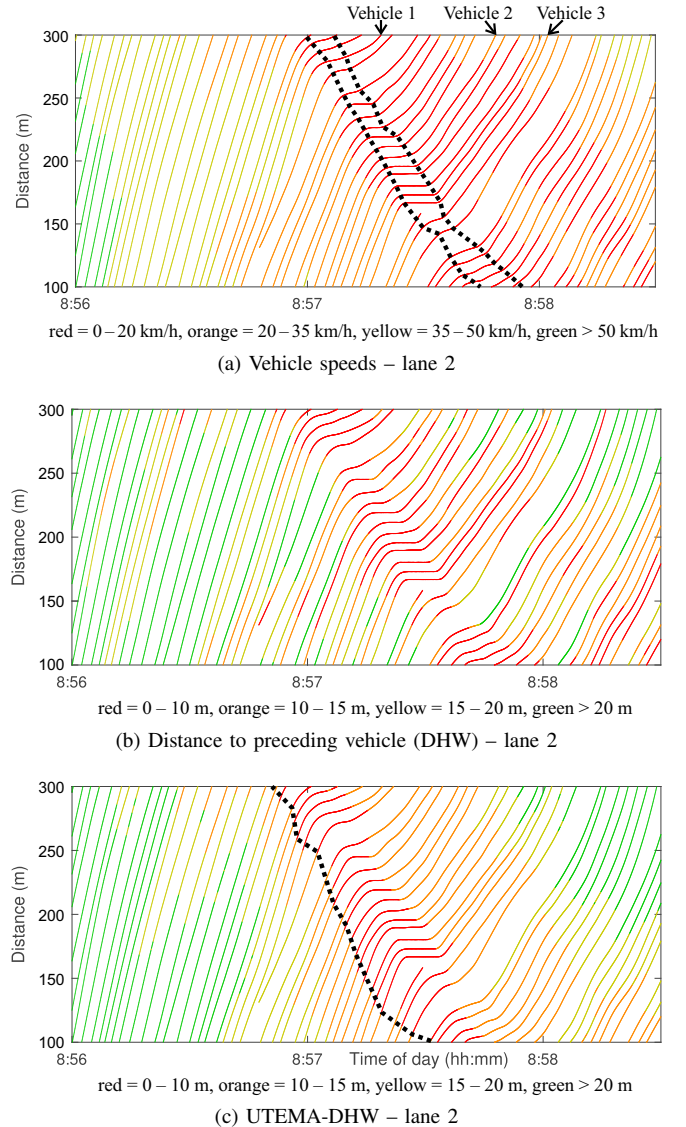 Vehicle 1 Vehicle 2 Vehicle 3
300
250
200
150
100
Distance (m)
8:56 8:57 8:58
red = 0 – 20 km/h, orange = 20 – 35 km/h, yellow = 35 – 50 km/h, green > 50 km/h
(a) Vehicle speeds – lane 2
300
250
200
150
100
Distance (m)
8:56 8:57 8:58
red = 0 – 10 m, orange = 10 – 15 m, yellow = 15 – 20 m, green > 20 m
(b) Distance to preceding vehicle (DHW) – lane 2
300
250
200
150
100
Distance (m)
8:56 8:57 Time of day (hh:mm) 8:58
red = 0 – 10 m, orange = 10 – 15 m, yellow = 15 – 20 m, green > 20 m
(c) UTEMA-DHW – lane 2